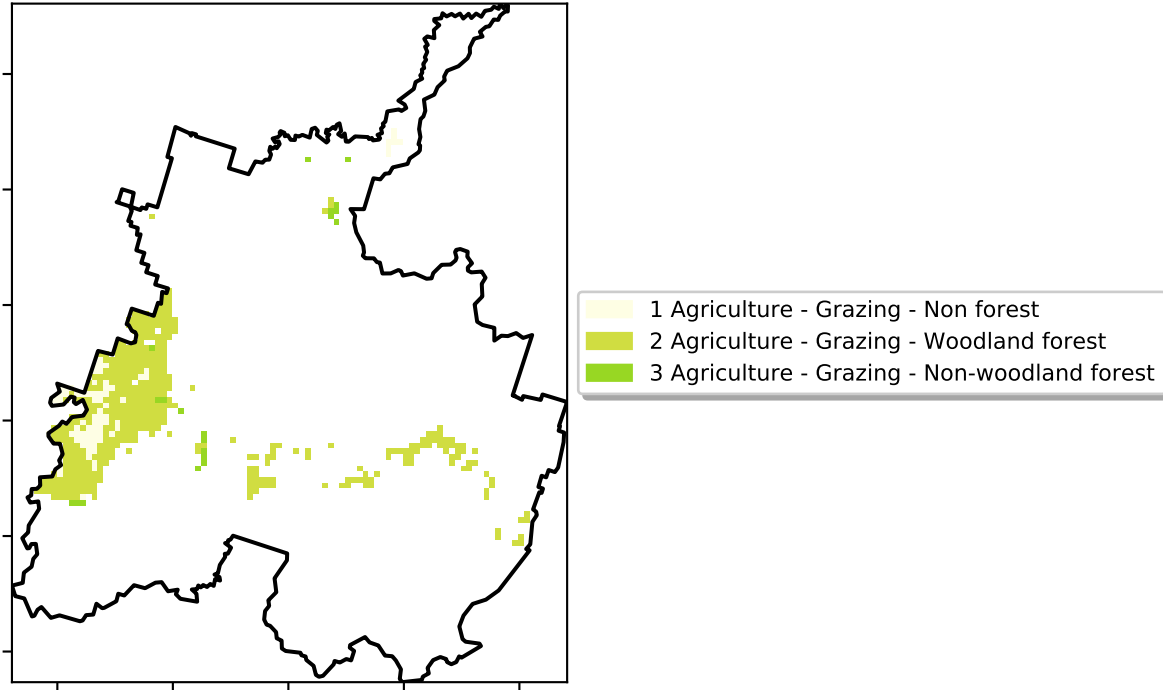 1 Agriculture - Grazing - Non forest
2 Agriculture - Grazing - Woodland forest
3 Agriculture - Grazing - Non-woodland forest